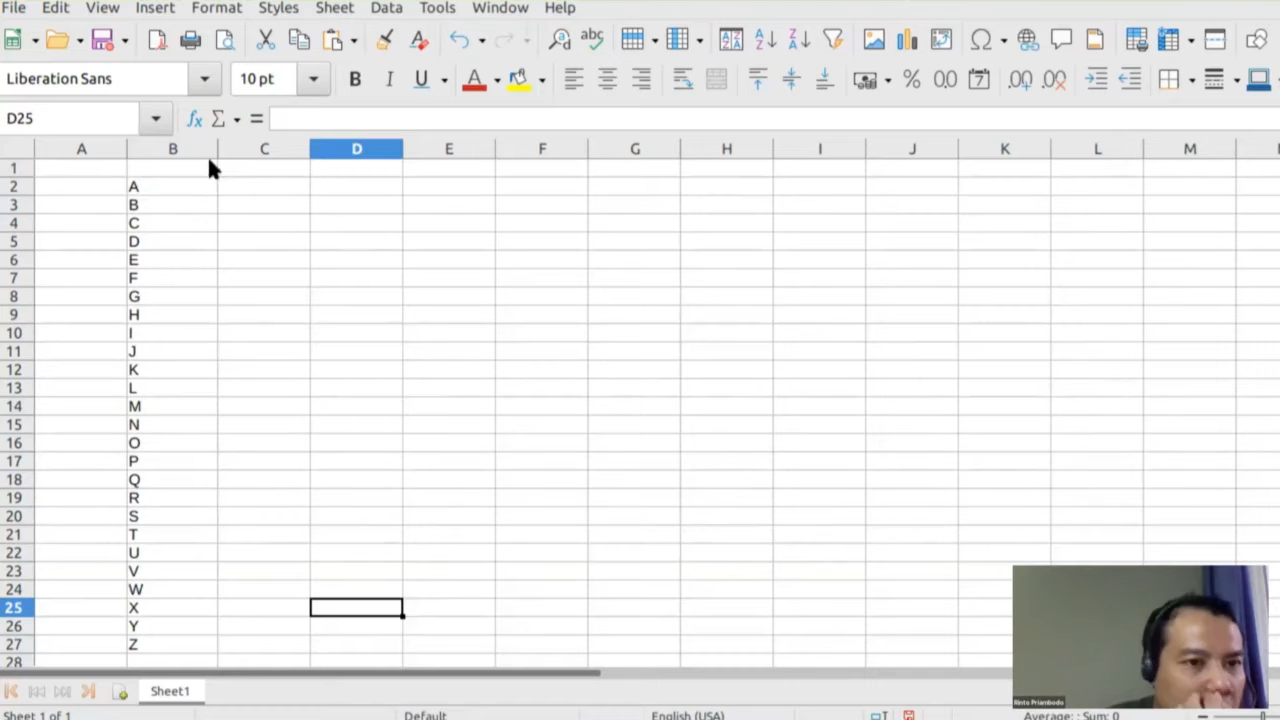 File Edit View Insert Format Styles Sheet Data Tools Window Help
Liberation Sans 10 pt
D25
A B C D E F G H I J K L M
1
2 A
3 B
4 C
5 D
6 E
7 F
8 G
9 H
10 I
11 J
12 K
13 L
14 M
15 N
16 O
17 P
18 Q
19 R
20 S
21 T
22 U
23 V
24 W
25 X
26 Y
27 Z
28
Rinto Priambodo
Sheet1
Sheet 1 of 1 Default English (USA) Average: ; Sum: 0